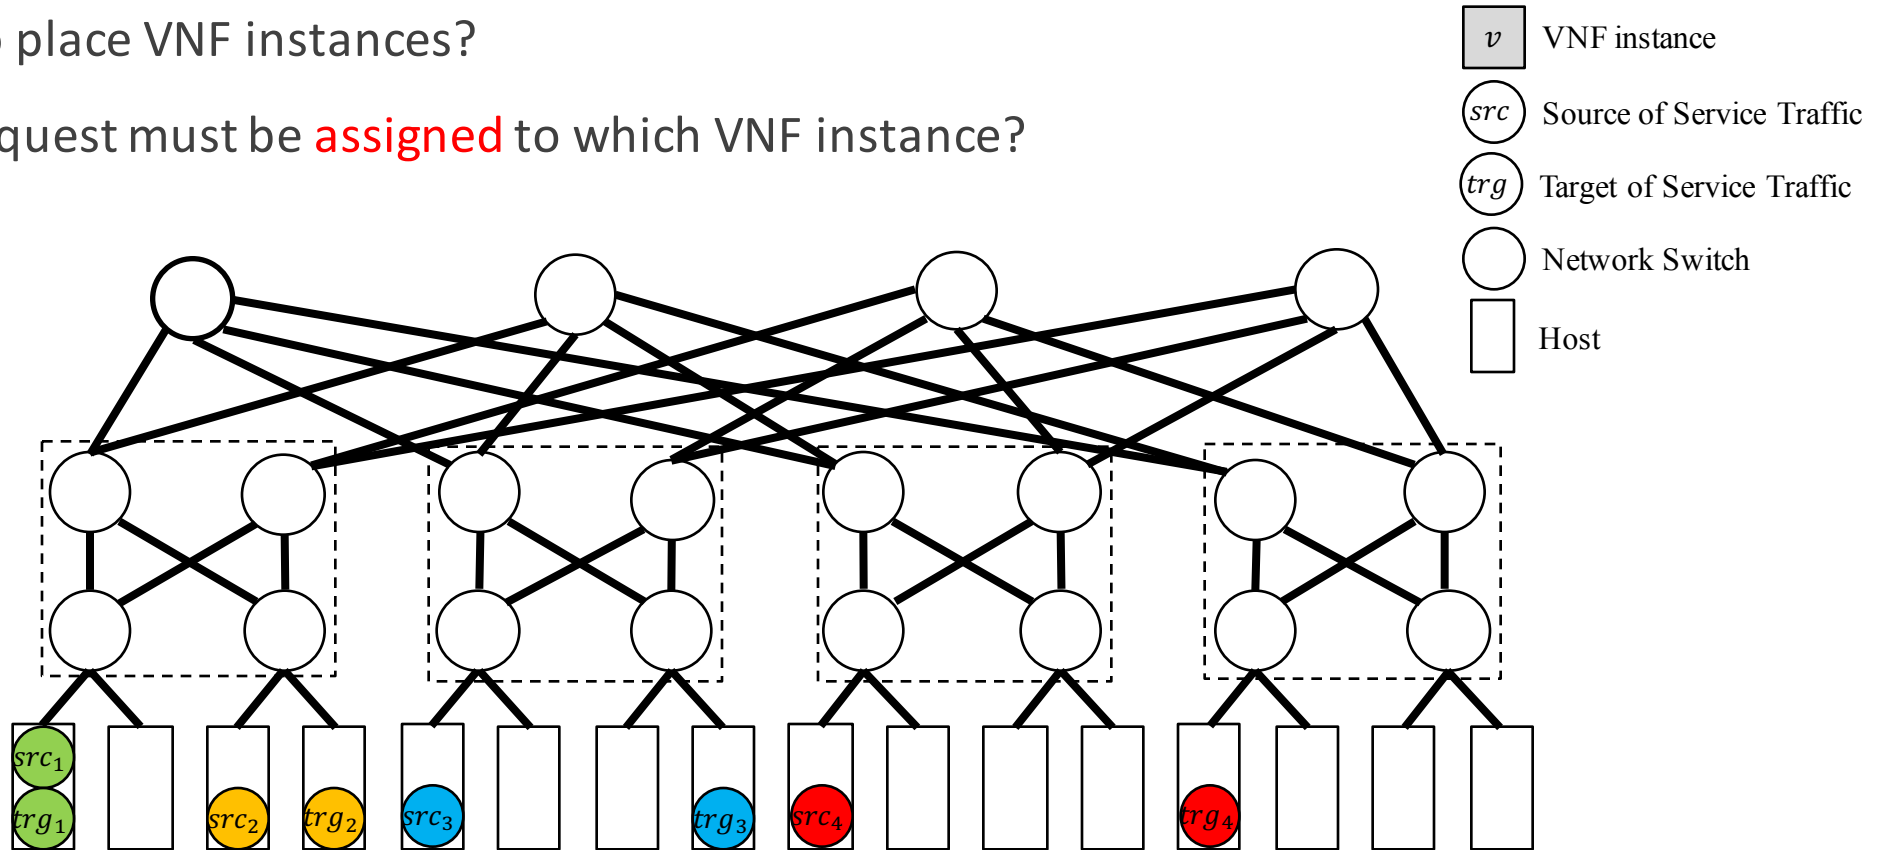 place VNF instances?
quest must be assigned to which VNF instance?
v VNF instance
src Source of Service Traffic
trg Target of Service Traffic
Network Switch
Host
src₁
trg₁ src₂ trg₂ src₃ trg₃ src₄ trg₄